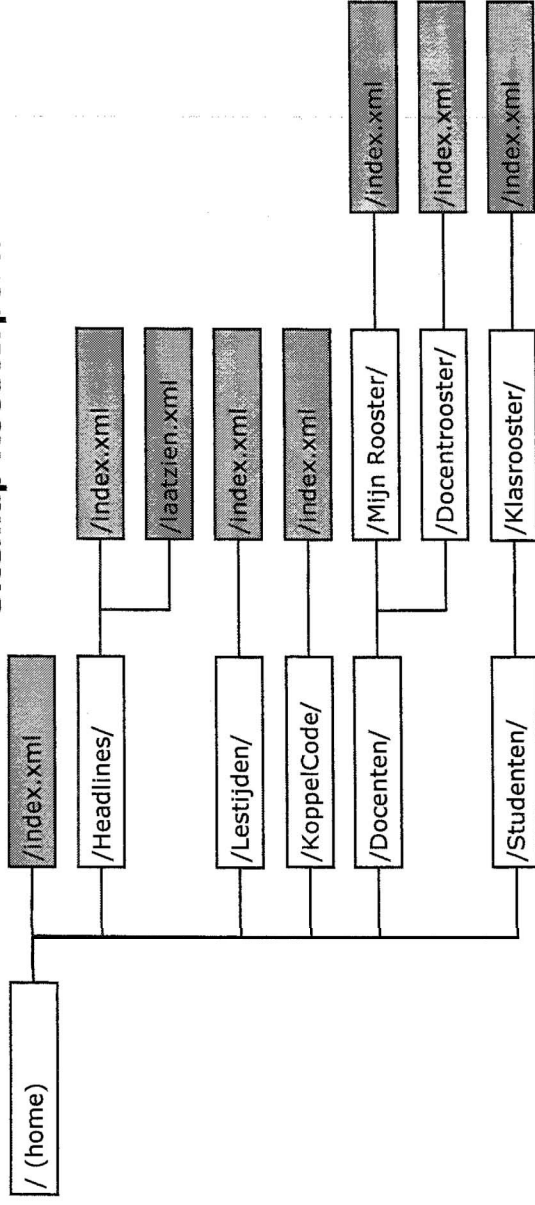 / (home)
/index.xml
/Headlines/
/index.xml
/laatzien.xml
/Lestijden/
/index.xml
/KoppelCode/
/index.xml
/Docenten/
/Mijn Rooster/
/index.xml
/Docentrooster/
/index.xml
/Studenten/
/Klasrooster/
/index.xml